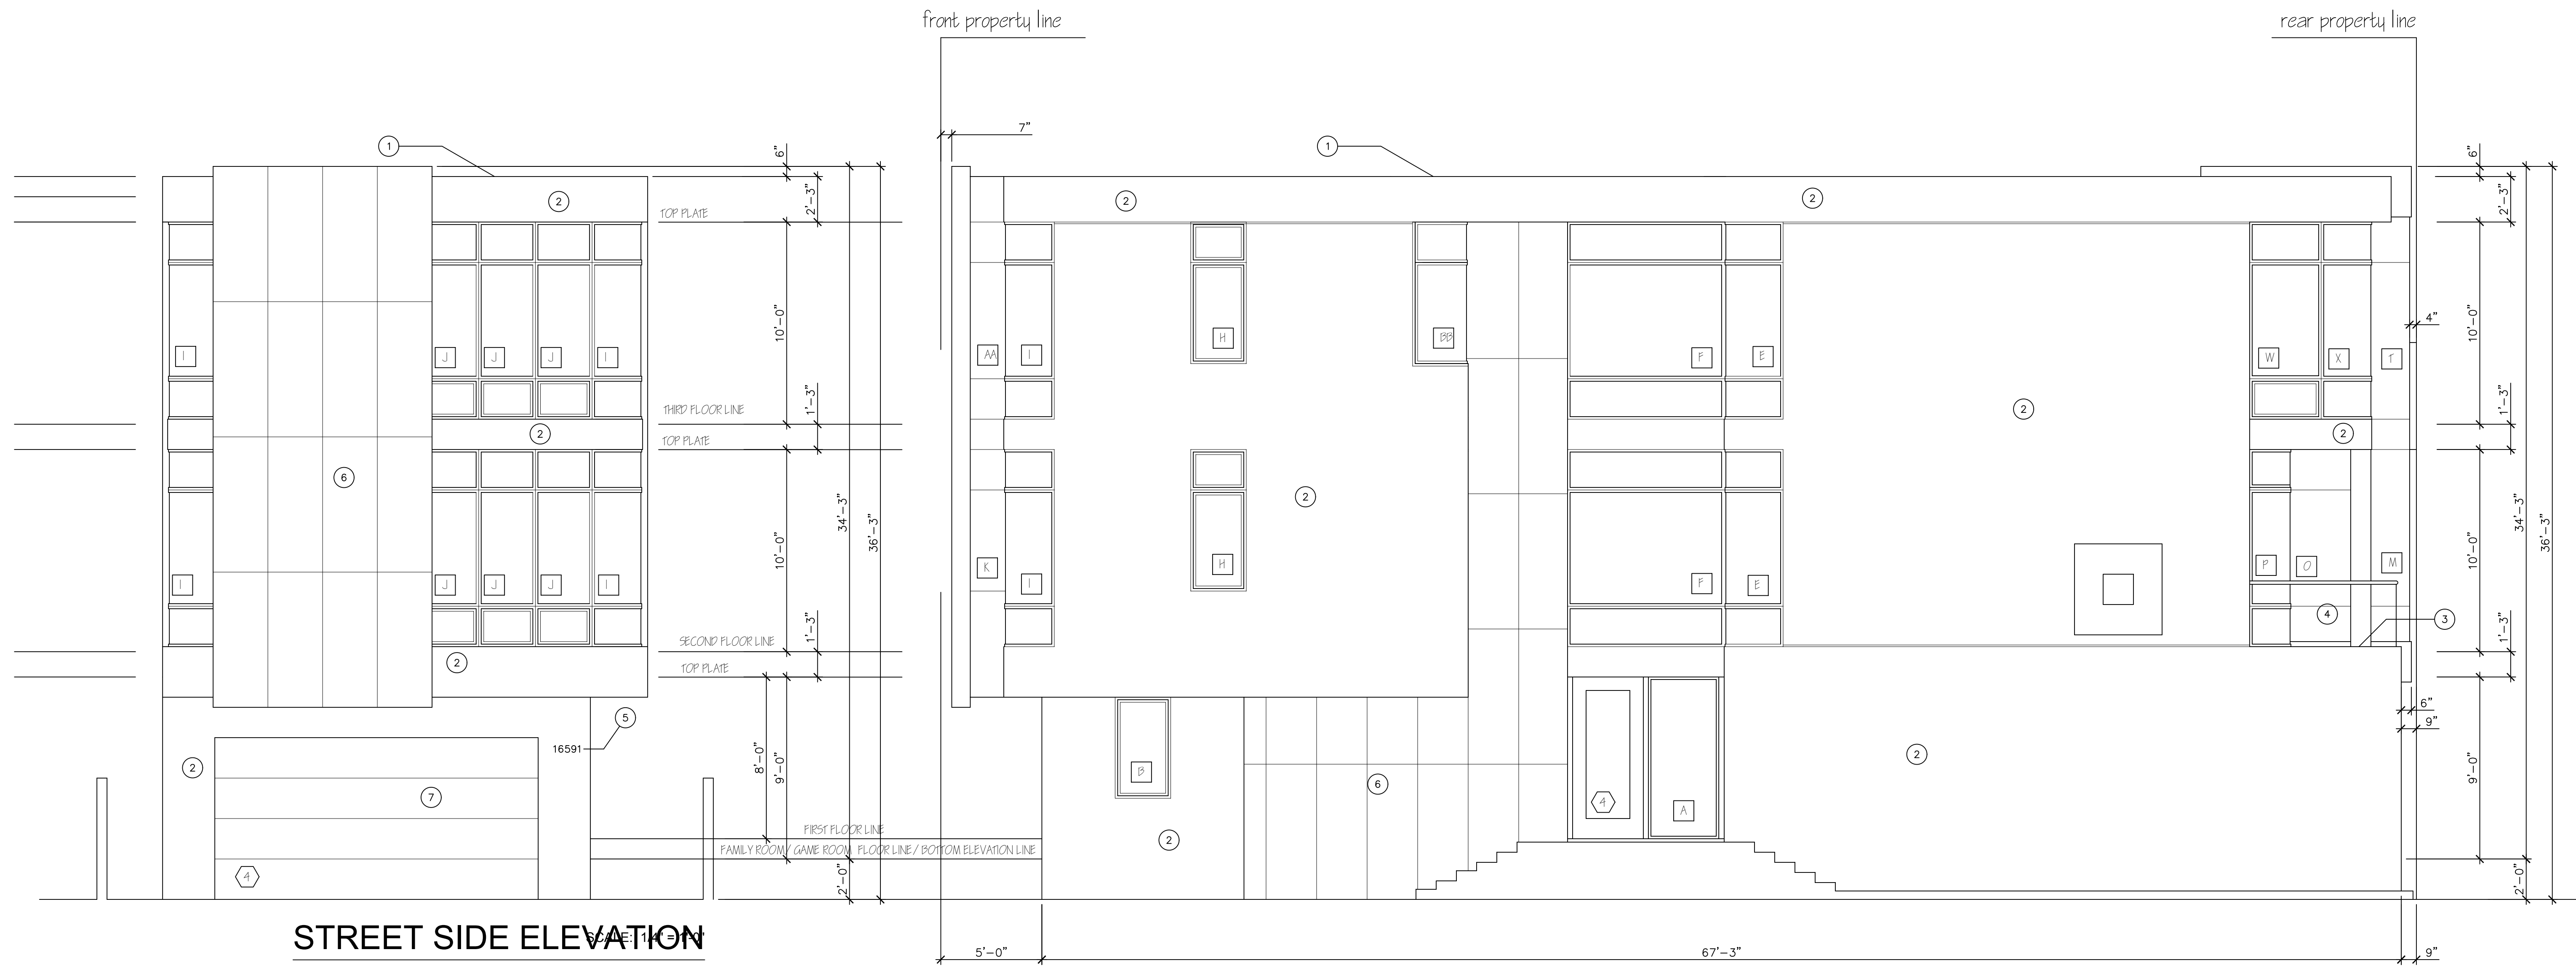 front property line
rear property line
7"
1
1
6"
6"
2
2
2
2'-3"
2'-3"
TOP PLATE
10'-0"
10'-0"
4"
I
J
J
J
I
AA
I
H
BB
F
E
W
X
T
THIRD FLOOR LINE
1'-3"
1'-3"
2
2
2
TOP PLATE
6
2
34'-3"
36'-3"
34'-3"
36'-3"
10'-0"
10'-0"
I
J
J
J
I
K
I
H
F
E
P
O
M
4
3
SECOND FLOOR LINE
1'-3"
1'-3"
2
TOP PLATE
6"
9"
5
16591
8'-0"
9'-0"
9'-0"
2
7
B
6
4
A
2
FIRST FLOOR LINE
FAMILY ROOM / GAME ROOM FLOOR LINE / BOTTOM ELEVATION LINE
2
4
2'-0"
2'-0"
STREET SIDE ELEVATION
SCALE: 1/4" = 1'-0"
5'-0"
67'-3"
9"